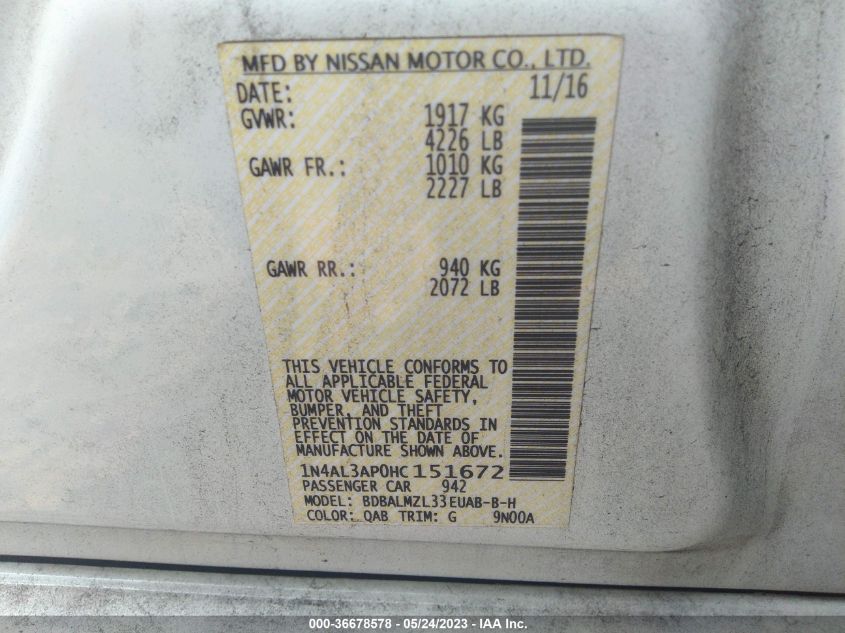 MFD BY NISSAN MOTOR CO., LTD.
DATE: 11/16
GVWR: 1917 KG
4226 LB
GAWR FR.: 1010 KG
2227 LB
GAWR RR.: 940 KG
2072 LB
THIS VEHICLE CONFORMS TO
ALL APPLICABLE FEDERAL
MOTOR VEHICLE SAFETY,
BUMPER, AND THEFT
PREVENTION STANDARDS IN
EFFECT ON THE DATE OF
MANUFACTURE SHOWN ABOVE.
1N4AL3AP0HC151672
PASSENGER CAR 942
MODEL: BDBALMZL33EUAB-B-H
COLOR: QAB TRIM: G 9N00A
000-36678578 - 05/24/2023 - IAA Inc.